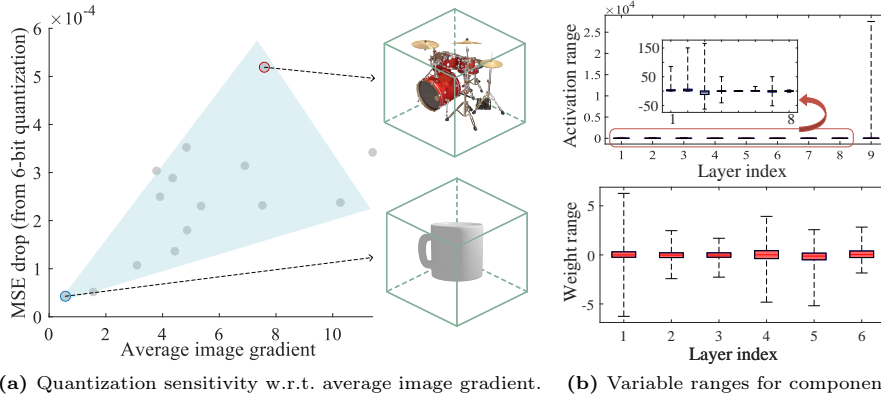 ×10⁻⁴
6
5
4
3
2
1
0
0 2 4 6 8 10
MSE drop (from 6-bit quantization)
Average image gradient
(a) Quantization sensitivity w.r.t. average image gradient.
×10⁴
2.5
2
1.5
1
0.5
0
Activation range
150
50
-50
1 8
1 2 3 4 5 6 7 8 9
Layer index
5
0
-5
Weight range
1 2 3 4 5 6
Layer index
(b) Variable ranges for componen